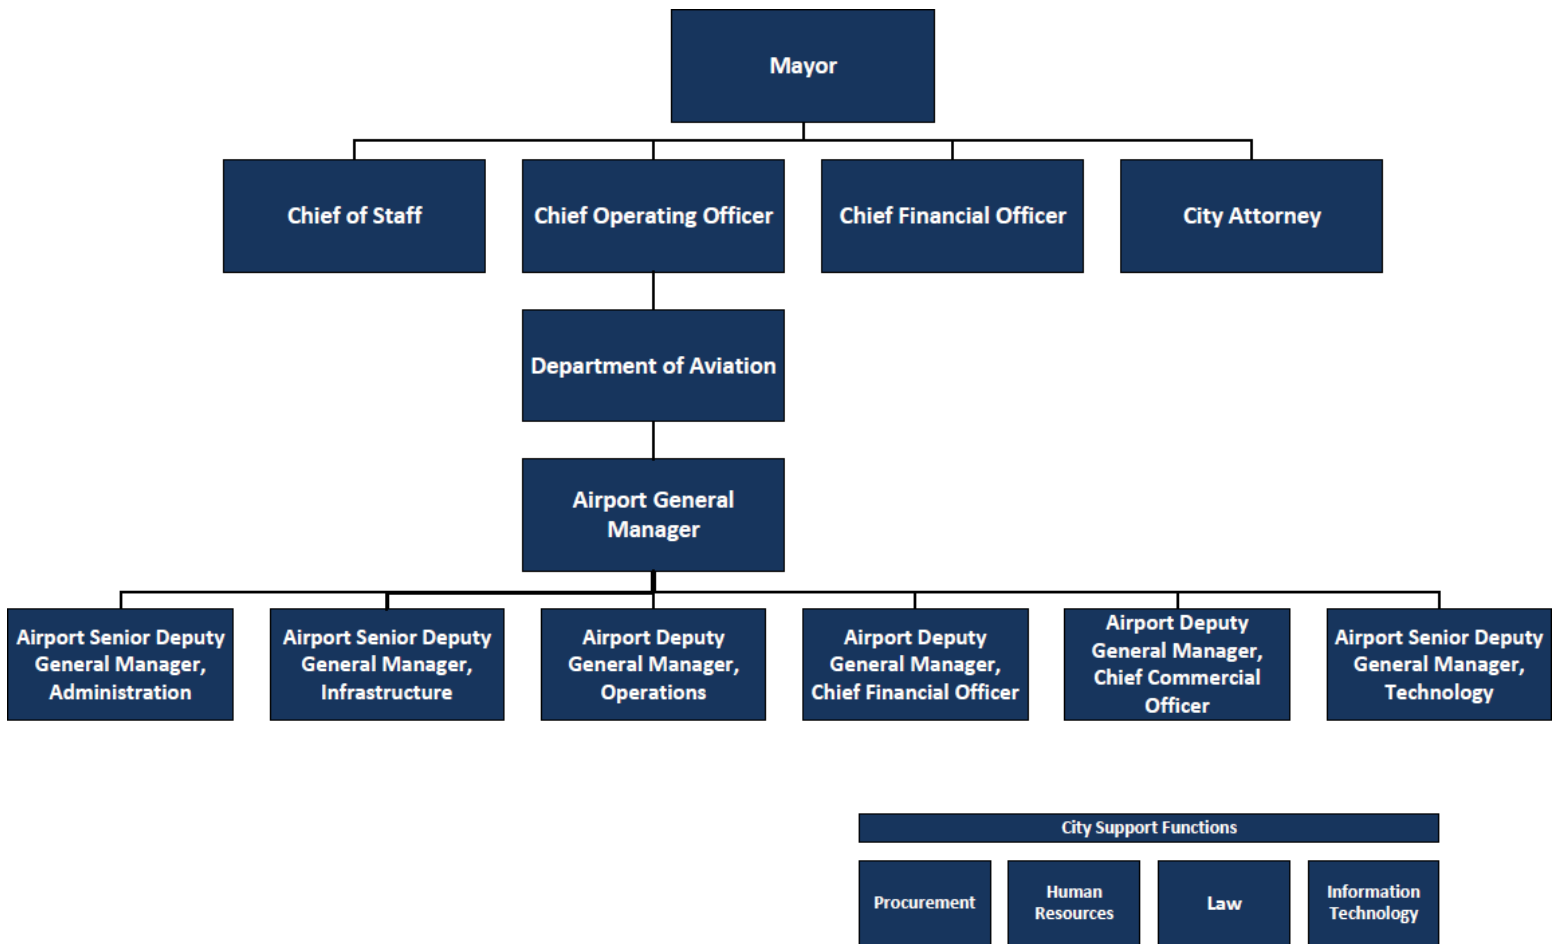 Mayor
Chief of Staff
Chief Operating Officer
Chief Financial Officer
City Attorney
Department of Aviation
Airport General
Manager
Airport Senior Deputy
General Manager,
Administration
Airport Senior Deputy
General Manager,
Infrastructure
Airport Deputy
General Manager,
Operations
Airport Deputy
General Manager,
Chief Financial Officer
Airport Deputy
General Manager,
Chief Commercial
Officer
Airport Senior Deputy
General Manager,
Technology
City Support Functions
Procurement
Human
Resources
Law
Information
Technology